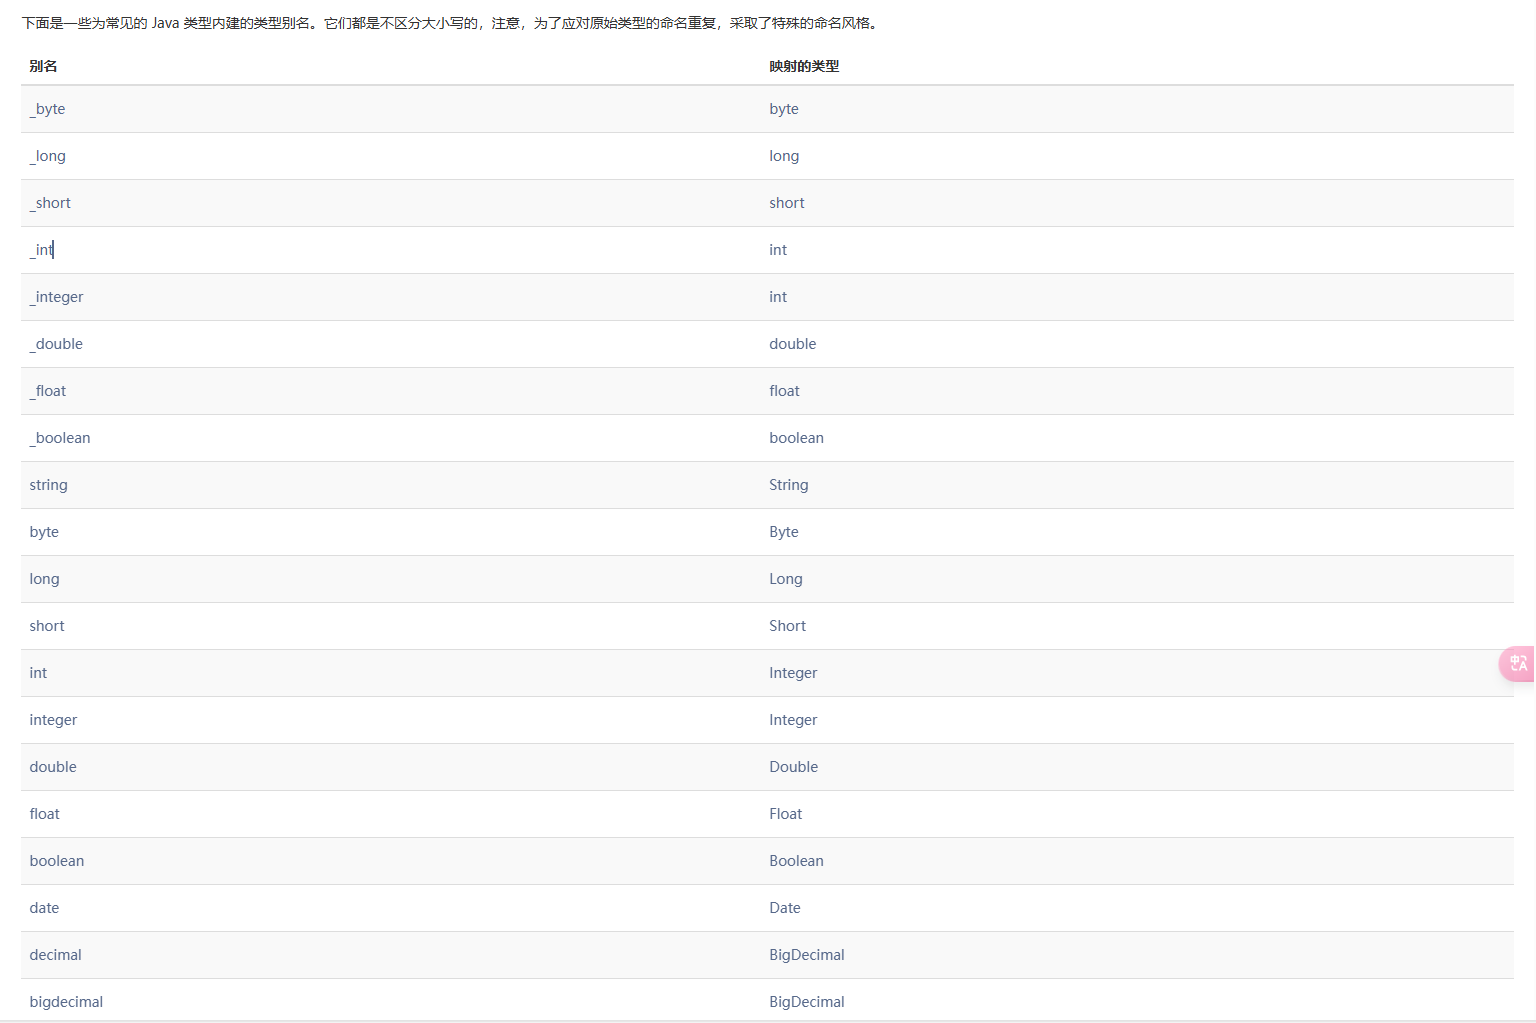 下面是一些为常见的 Java 类型内建的类型别名。它们都是不区分大小写的，注意，为了应对原始类型的命名重复，采取了特殊的命名风格。
别名 映射的类型
_byte byte
_long long
_short short
_int int
_integer int
_double double
_float float
_boolean boolean
string String
byte Byte
long Long
short Short
int Integer
integer Integer
double Double
float Float
boolean Boolean
date Date
decimal BigDecimal
bigdecimal BigDecimal
中 A